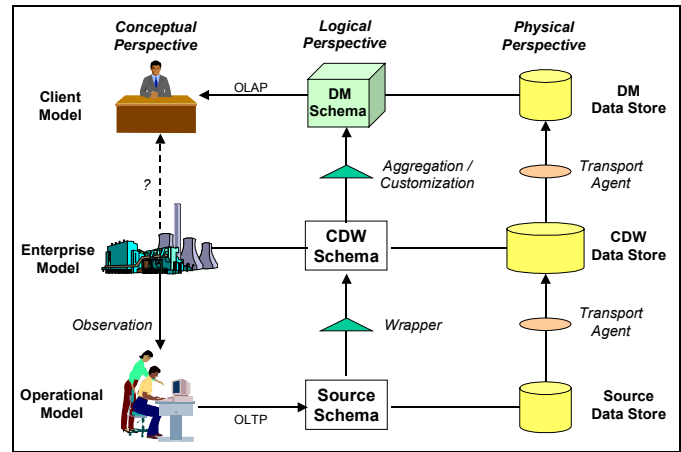 Conceptual
Perspective
Logical
Perspective
Physical
Perspective
Client
Model
OLAP
DM
Schema
DM
Data Store
?
Aggregation /
Customization
Transport
Agent
Enterprise
Model
CDW
Schema
CDW
Data Store
Observation
Wrapper
Transport
Agent
Operational
Model
OLTP
Source
Schema
Source
Data Store